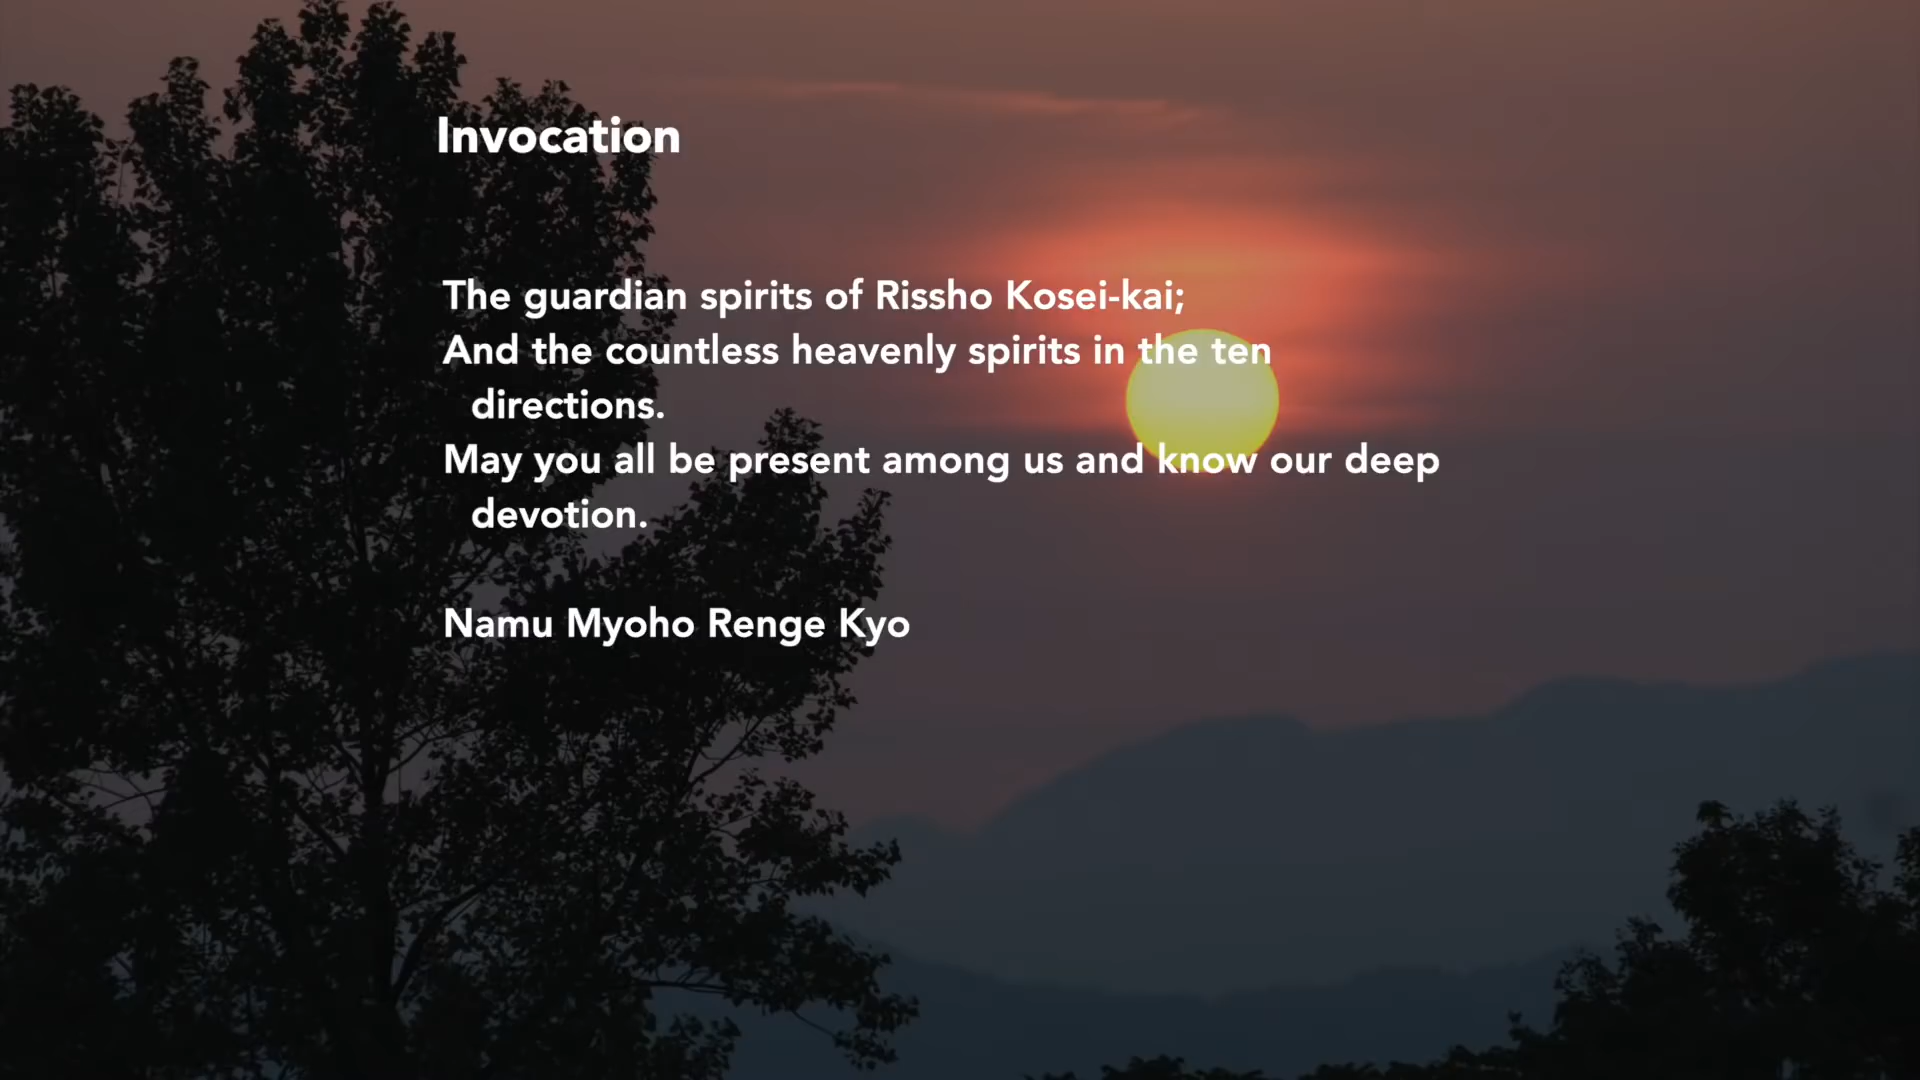 Invocation
The guardian spirits of Rissho Kosei-kai;
And the countless heavenly spirits in the ten
directions.
May you all be present among us and know our deep
devotion.
Namu Myoho Renge Kyo